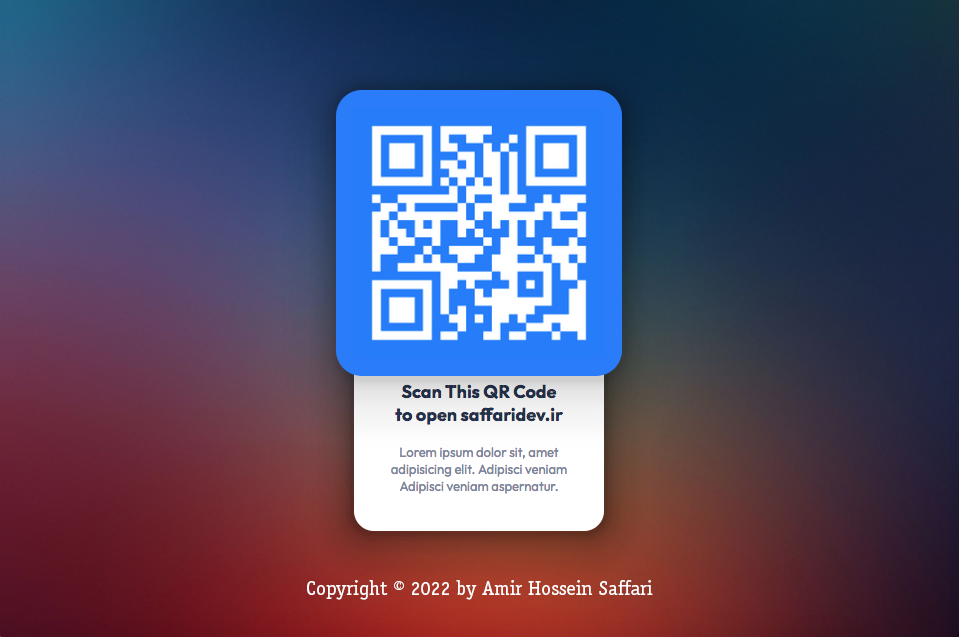 Scan This QR Code
to open saffaridev.ir
Lorem ipsum dolor sit, amet
adipisicing elit. Adipisci veniam
Adipisci veniam aspernatur.
Copyright © 2022 by Amir Hossein Saffari